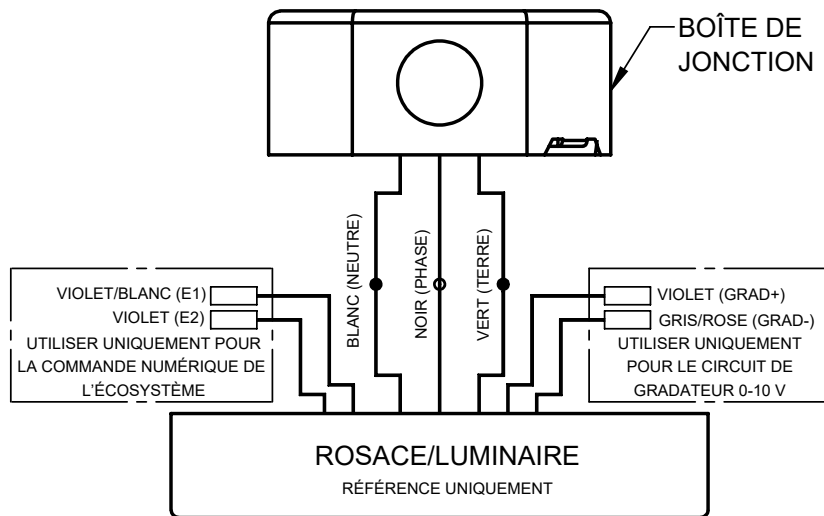 BOÎTE DE
JONCTION
BLANC (NEUTRE)
NOIR (PHASE)
VERT (TERRE)
VIOLET/BLANC (E1)
VIOLET (E2)
UTILISER UNIQUEMENT POUR
LA COMMANDE NUMÉRIQUE DE
L'ÉCOSYSTÈME
VIOLET (GRAD+)
GRIS/ROSE (GRAD-)
UTILISER UNIQUEMENT
POUR LE CIRCUIT DE
GRADATEUR 0-10 V
ROSACE/LUMINAIRE
RÉFÉRENCE UNIQUEMENT